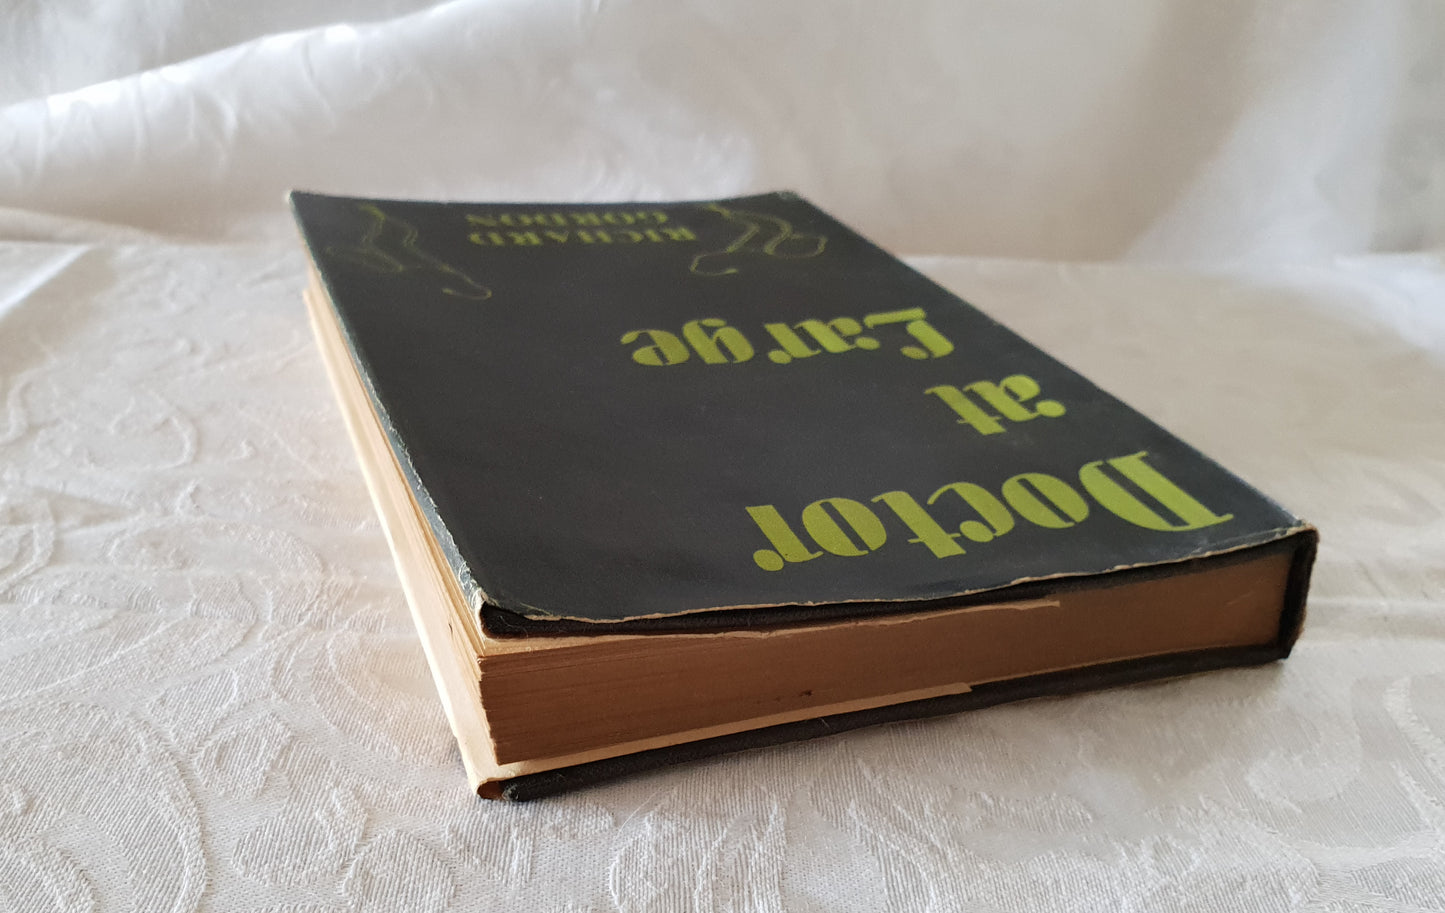 Doctor
at
Large
RICHARD
GORDON